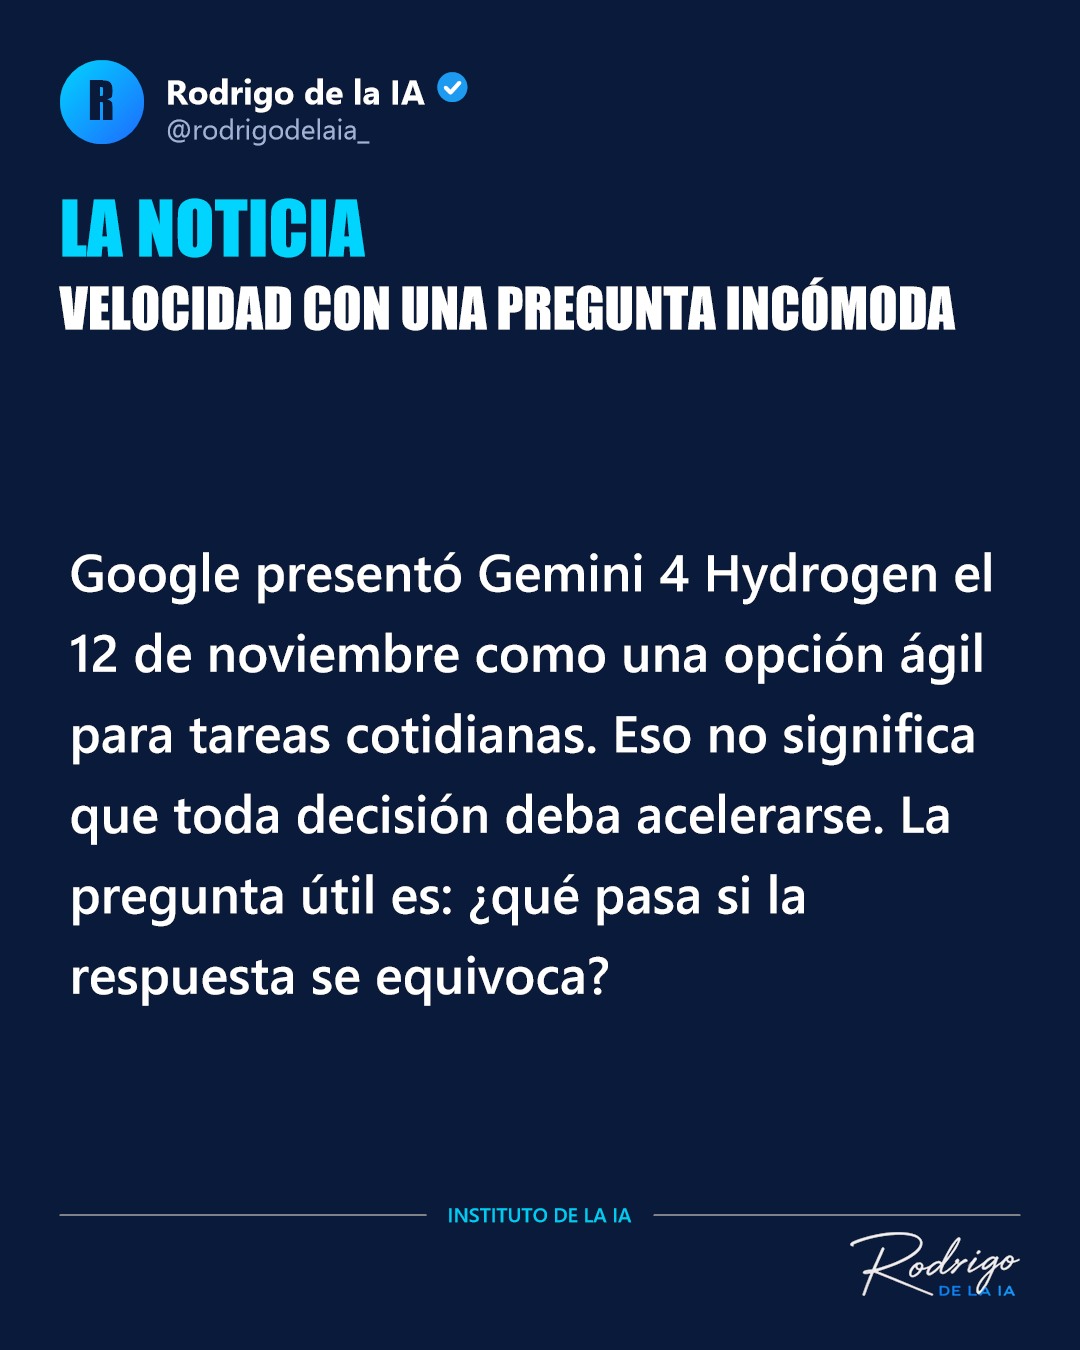 R
Rodrigo de la IA
@rodrigodelaia_
LA NOTICIA
VELOCIDAD CON UNA PREGUNTA INCÓMODA
Google presentó Gemini 4 Hydrogen el
12 de noviembre como una opción ágil
para tareas cotidianas. Eso no significa
que toda decisión deba acelerarse. La
pregunta útil es: ¿qué pasa si la
respuesta se equivoca?
INSTITUTO DE LA IA
Rodrigo
DE LA IA